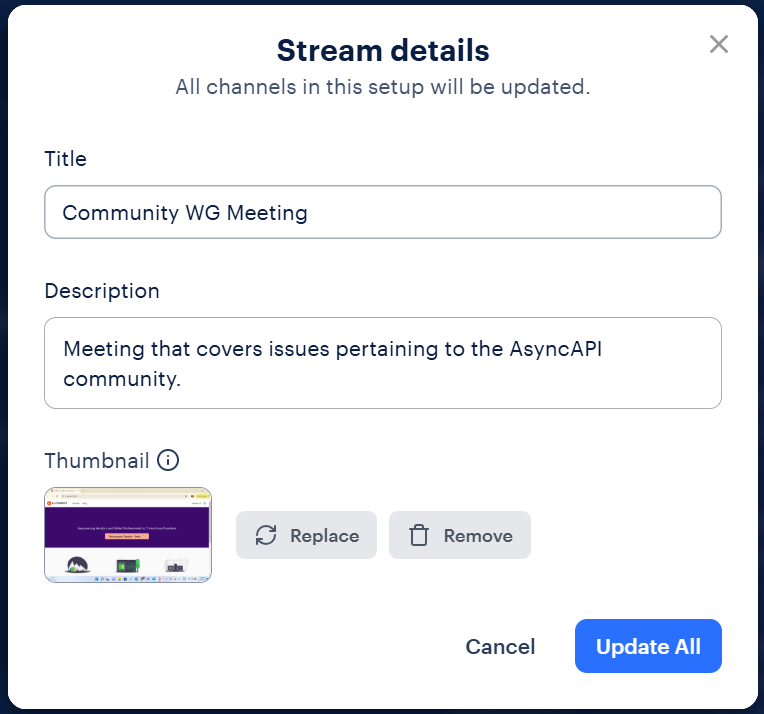 Stream details
All channels in this setup will be updated.
Title
Community WG Meeting
Description
Meeting that covers issues pertaining to the AsyncAPI
community.
Thumbnail
Replace
Remove
Cancel
Update All